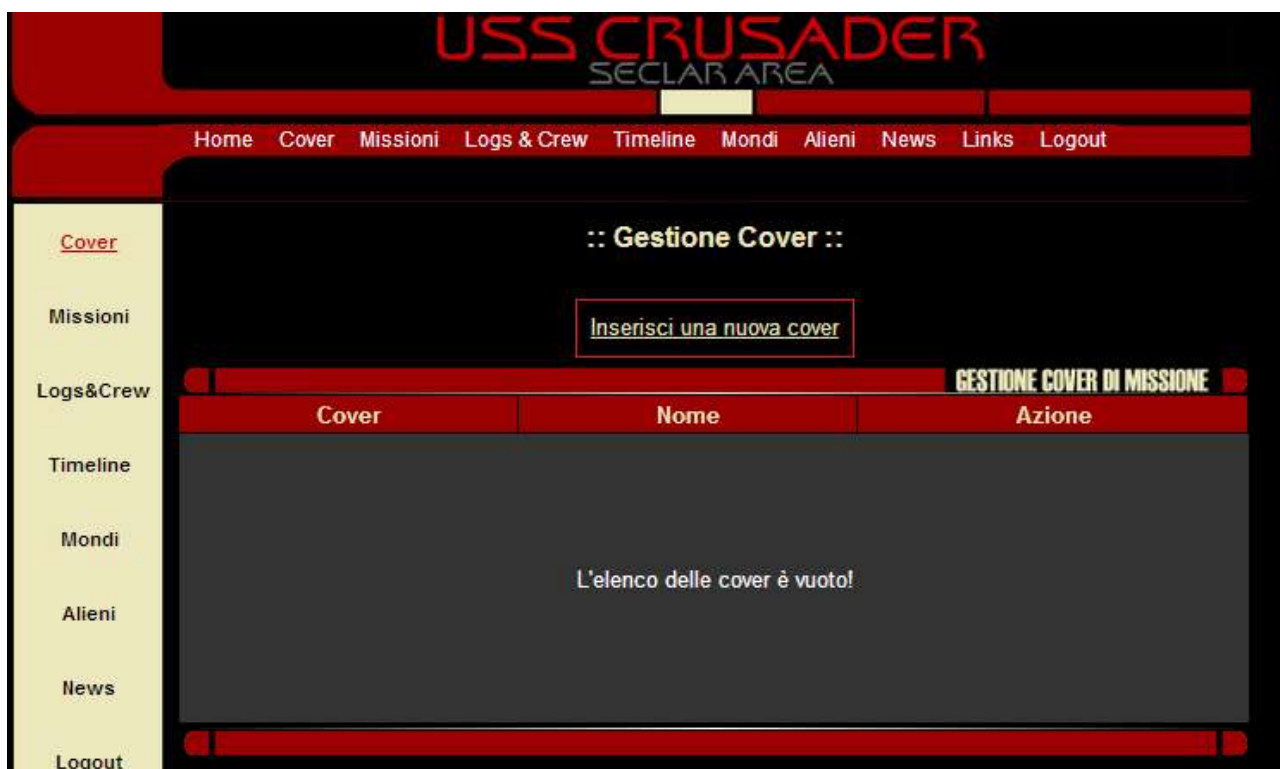 USS CRUSADER
SECLAR AREA
Home Cover Missioni Logs & Crew Timeline Mondi Alieni News Links Logout
Cover
Missioni
Logs&Crew
Timeline
Mondi
Alieni
News
Logout
:: Gestione Cover ::
Inserisci una nuova cover
GESTIONE COVER DI MISSIONE
Cover Nome Azione
L'elenco delle cover è vuoto!